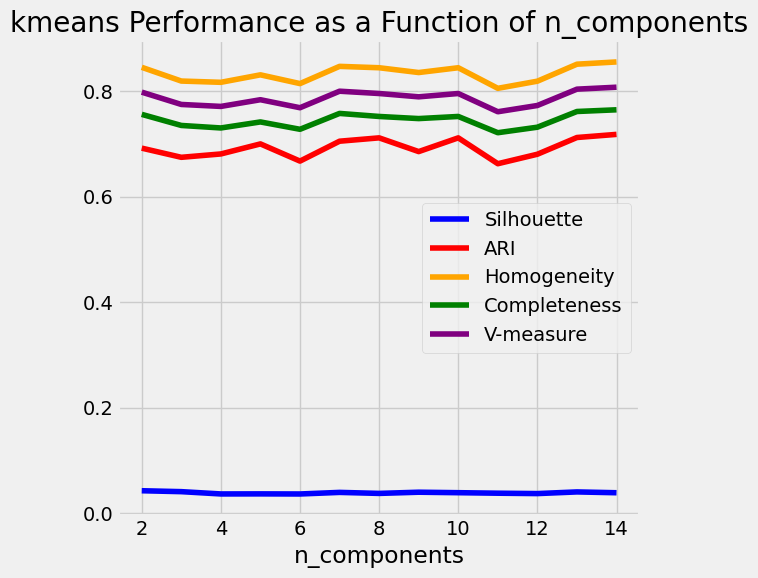 kmeans Performance as a Function of n_components
0.8
0.6
0.4
0.2
0.0
Silhouette
ARI
Homogeneity
Completeness
V-measure
2 4 6 8 10 12 14
n_components